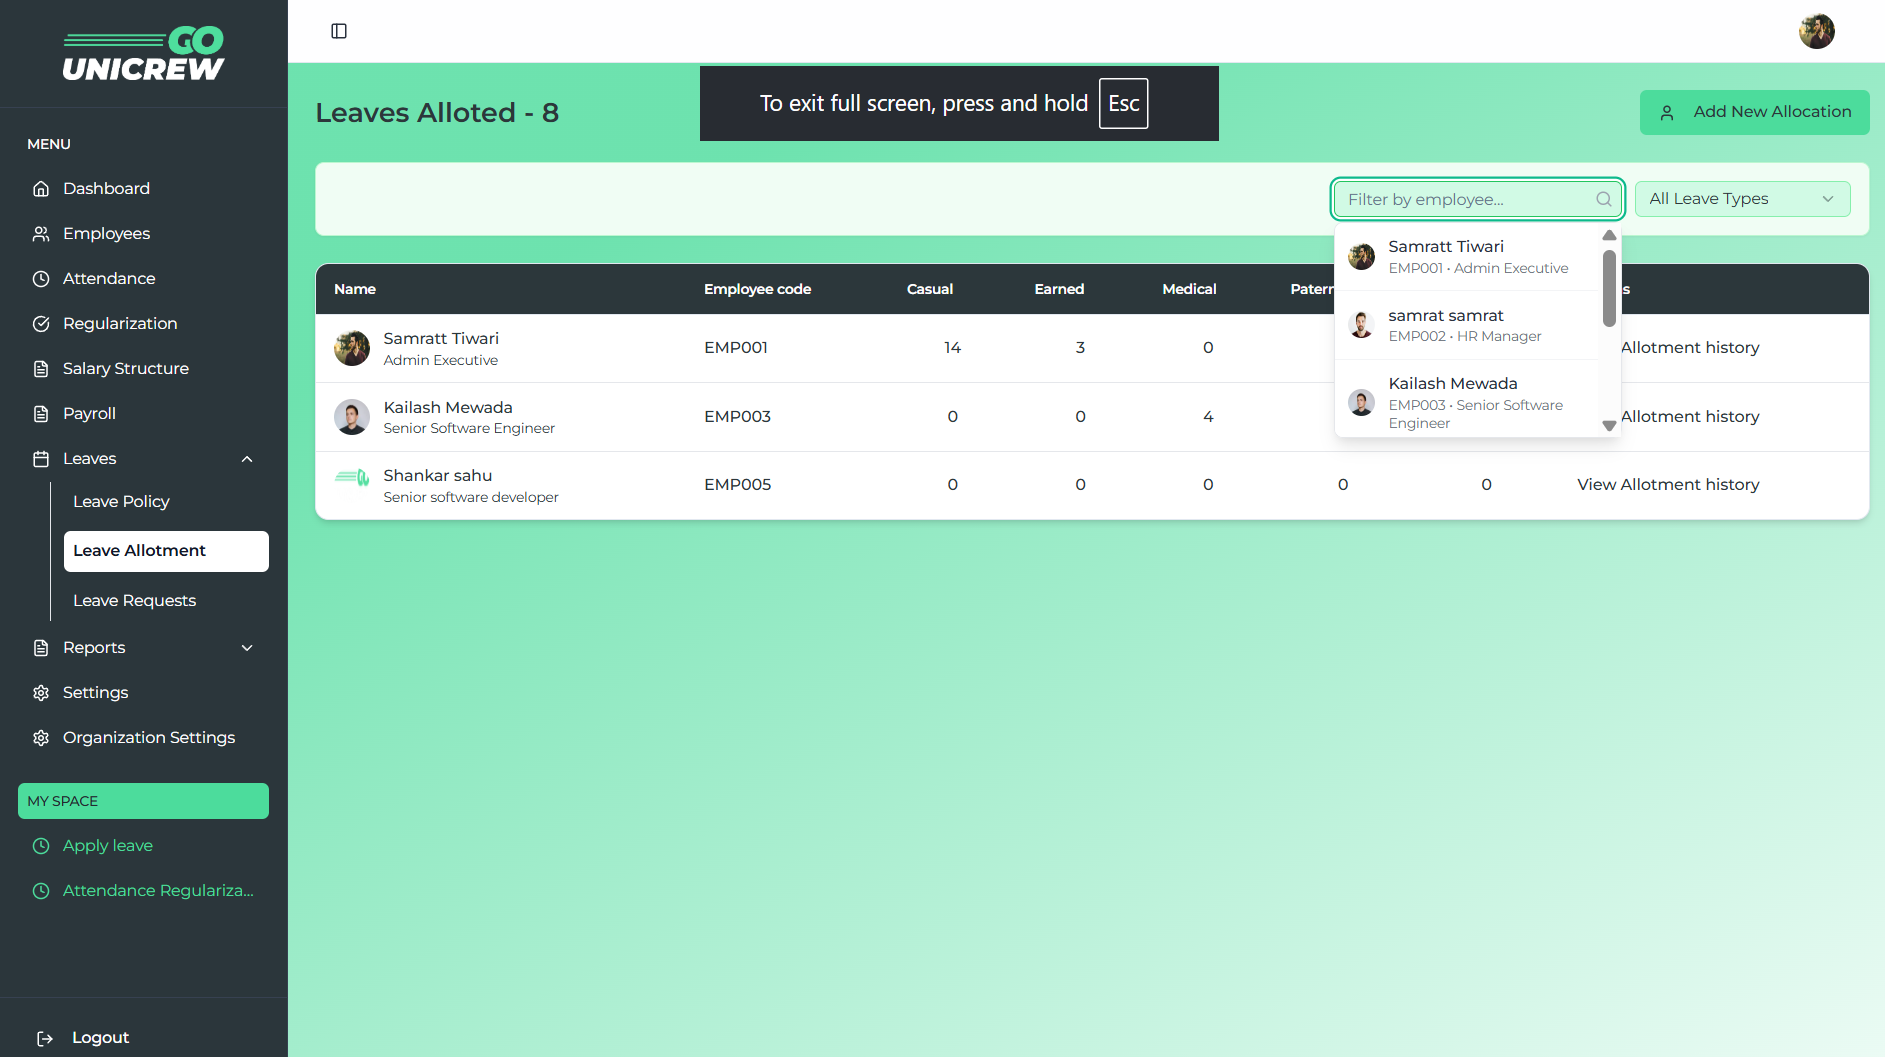 GO
UNICREW
MENU
Dashboard
Employees
Attendance
Regularization
Salary Structure
Payroll
Leaves
Leave Policy
Leave Allotment
Leave Requests
Reports
Settings
Organization Settings
MY SPACE
Apply leave
Attendance Regulariza...
Logout
To exit full screen, press and hold Esc
Leaves Alloted - 8
Add New Allocation
Filter by employee...
All Leave Types
Samratt Tiwari
EMP001 • Admin Executive
samrat samrat
EMP002 • HR Manager
Kailash Mewada
EMP003 • Senior Software
Engineer
Name Employee code Casual Earned Medical
Samratt Tiwari
Admin Executive
EMP001 14 3 0 Allotment history
Kailash Mewada
Senior Software Engineer
EMP003 0 0 4 Allotment history
Shankar sahu
Senior software developer
EMP005 0 0 0 0 0 View Allotment history